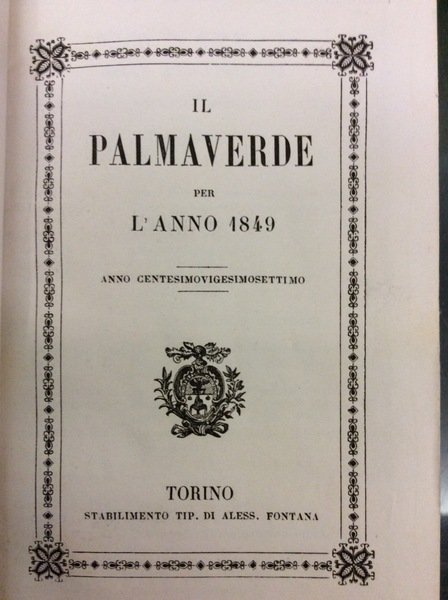 IL
PALMAVERDE
PER
L'ANNO 1849
ANNO CENTESIMOVIGESIMOSETTIMO
TORINO
STABILIMENTO TIP. DI ALESS. FONTANA